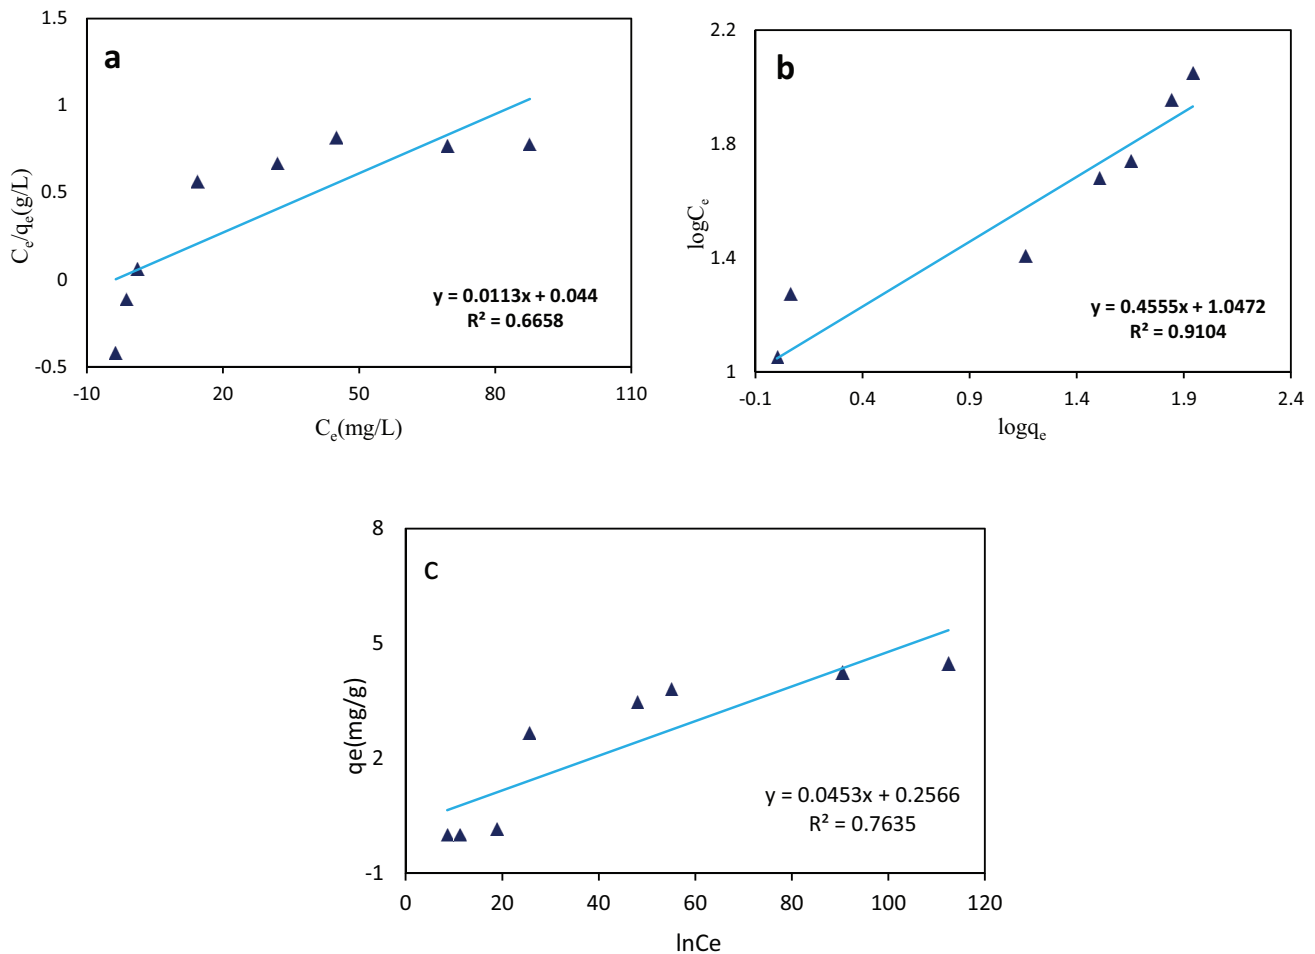 a
1.5
1
0.5
0
-0.5
-10
20
50
80
110
Cₑ/qₑ(g/L)
Cₑ(mg/L)
y = 0.0113x + 0.044
R² = 0.6658
b
2.2
1.8
1.4
1
-0.1
0.4
0.9
1.4
1.9
2.4
logCₑ
logqₑ
y = 0.4555x + 1.0472
R² = 0.9104
c
8
5
2
-1
0
20
40
60
80
100
120
qe(mg/g)
lnCe
y = 0.0453x + 0.2566
R² = 0.7635